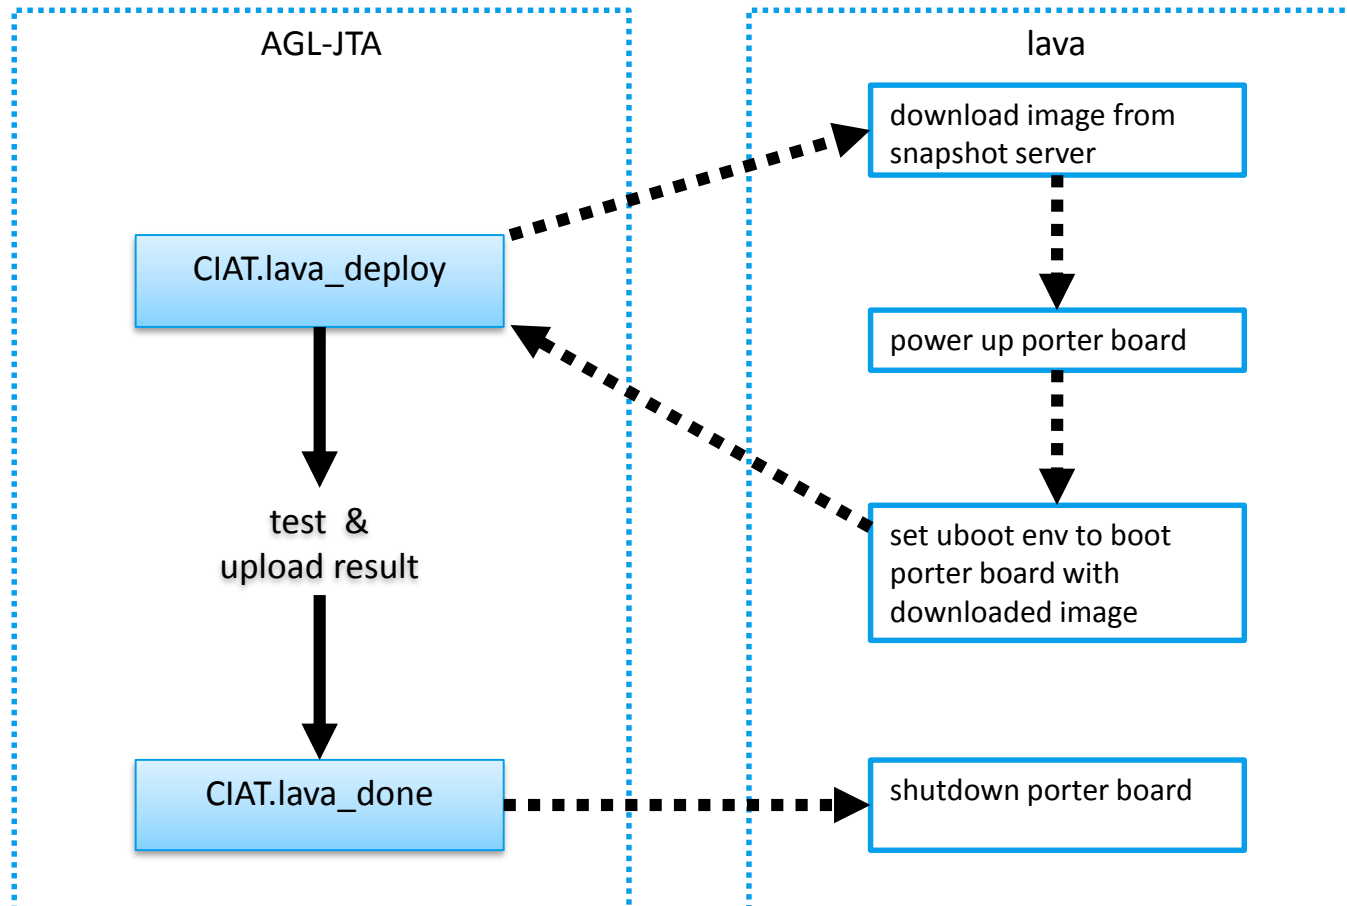 AGL-JTA
CIAT.lava_deploy
test &
upload result
CIAT.lava_done
lava
download image from
snapshot server
power up porter board
set uboot env to boot
porter board with
downloaded image
shutdown porter board